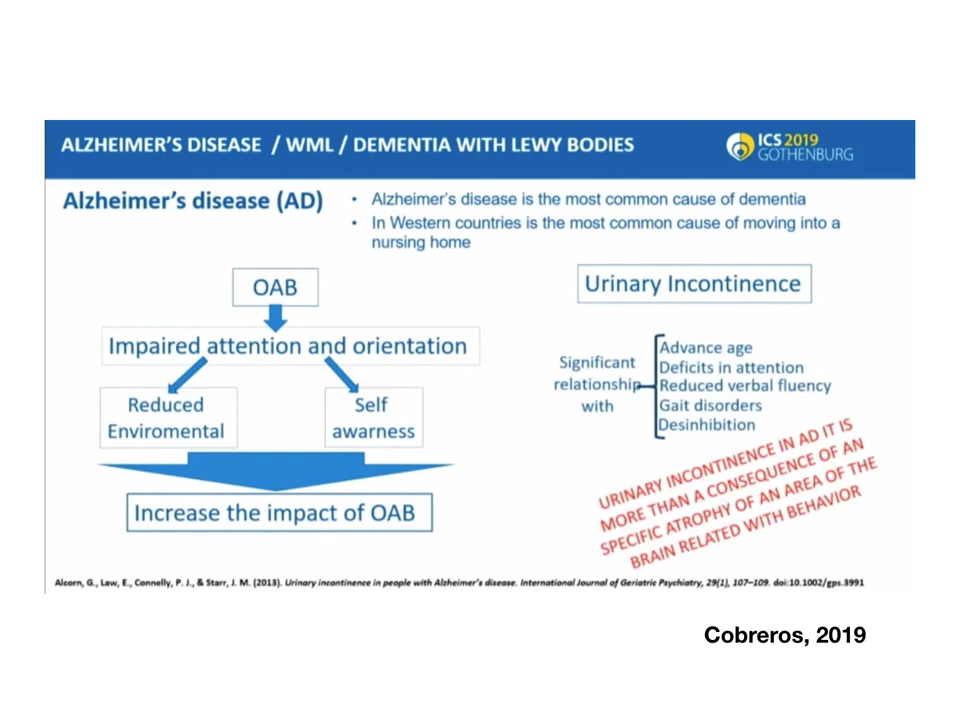 ALZHEIMER'S DISEASE / WML / DEMENTIA WITH LEWY BODIES
ICS 2019
GOTHENBURG
Alzheimer's disease (AD)
• Alzheimer's disease is the most common cause of dementia
• In Western countries is the most common cause of moving into a
nursing home
OAB
Impaired attention and orientation
Reduced
Enviromental
Self
awarness
Increase the impact of OAB
Urinary Incontinence
Significant
relationship
with
Advance age
Deficits in attention
Reduced verbal fluency
Gait disorders
Desinhibition
URINARY INCONTINENCE IN AD IT IS
MORE THAN A CONSEQUENCE OF AN
SPECIFIC ATROPHY OF AN AREA OF THE
BRAIN RELATED WITH BEHAVIOR
Alcorn, G., Law, E., Connelly, P. J., & Starr, J. M. (2013). Urinary incontinence in people with Alzheimer's disease. International Journal of Geriatric Psychiatry, 29(1), 107–109. doi:10.1002/gps.3991
Cobreros, 2019